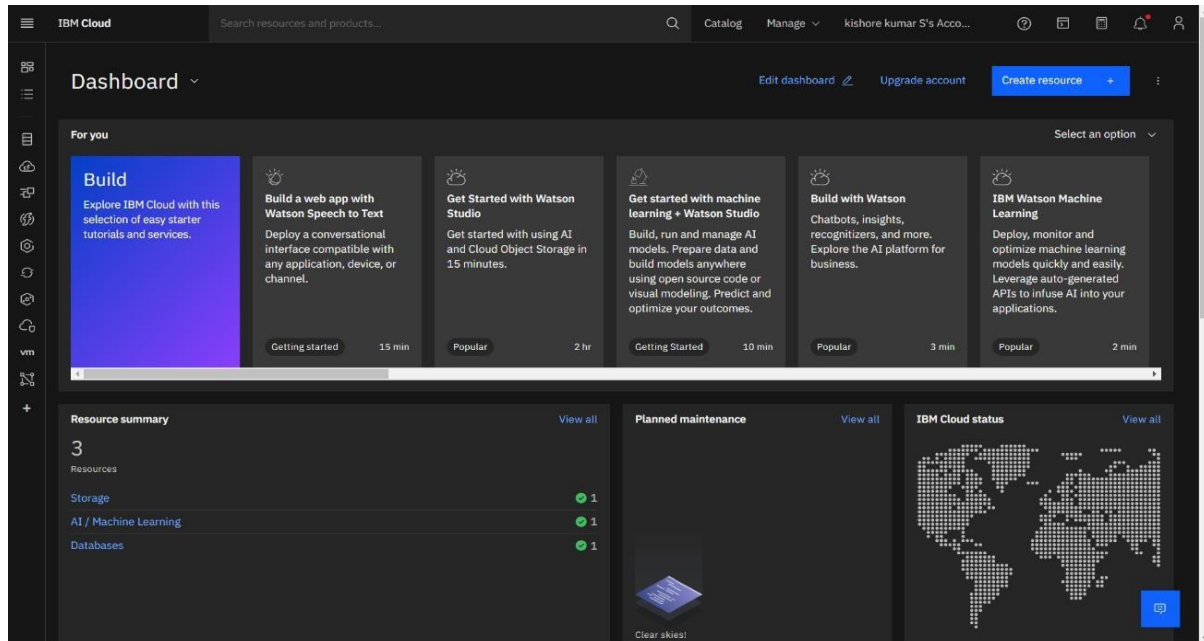 IBM Cloud
Search resources and products...
Catalog
Manage
kishore kumar S's Acco...
Dashboard
Edit dashboard
Upgrade account
Create resource +
For you
Select an option
Build
Explore IBM Cloud with this
selection of easy starter
tutorials and services.
Build a web app with
Watson Speech to Text
Deploy a conversational
interface compatible with
any application, device, or
channel.
Getting started
15 min
Get Started with Watson
Studio
Get started with using AI
and Cloud Object Storage in
15 minutes.
Popular
2 hr
Get started with machine
learning + Watson Studio
Build, run and manage AI
models. Prepare data and
build models anywhere
using open source code or
visual modeling. Predict and
optimize your outcomes.
Getting Started
10 min
Build with Watson
Chatbots, insights,
recognitizers, and more.
Explore the AI platform for
business.
Popular
3 min
IBM Watson Machine
Learning
Deploy, monitor and
optimize machine learning
models quickly and easily.
Leverage auto-generated
APIs to infuse AI into your
applications.
Popular
2 min
vm
Resource summary
View all
3
Resources
Storage
1
AI / Machine Learning
1
Databases
1
Planned maintenance
View all
Clear skies!
IBM Cloud status
View all